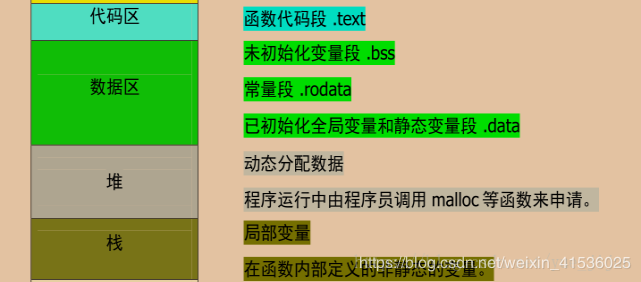 代码区
函数代码段 .text
未初始化变量段 .bss
数据区
常量段 .rodata
已初始化全局变量和静态变量段 .data
堆
动态分配数据
程序运行中由程序员调用 malloc 等函数来申请。
栈
局部变量
在函数内部定义的非静态的变量。
https://blog.csdn.net/weixin_41536025